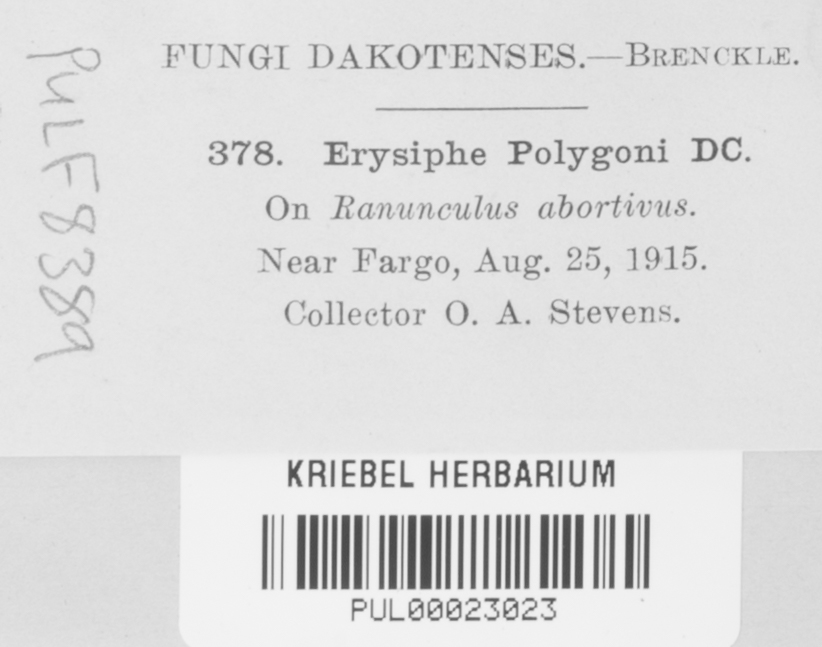 FUNGI DAKOTENSES.—BRENCKLE.
378. Erysiphe Polygoni DC.
On Ranunculus abortivus.
Near Fargo, Aug. 25, 1915.
Collector O. A. Stevens.
PULF8389
KRIEBEL HERBARIUM
PUL00023023